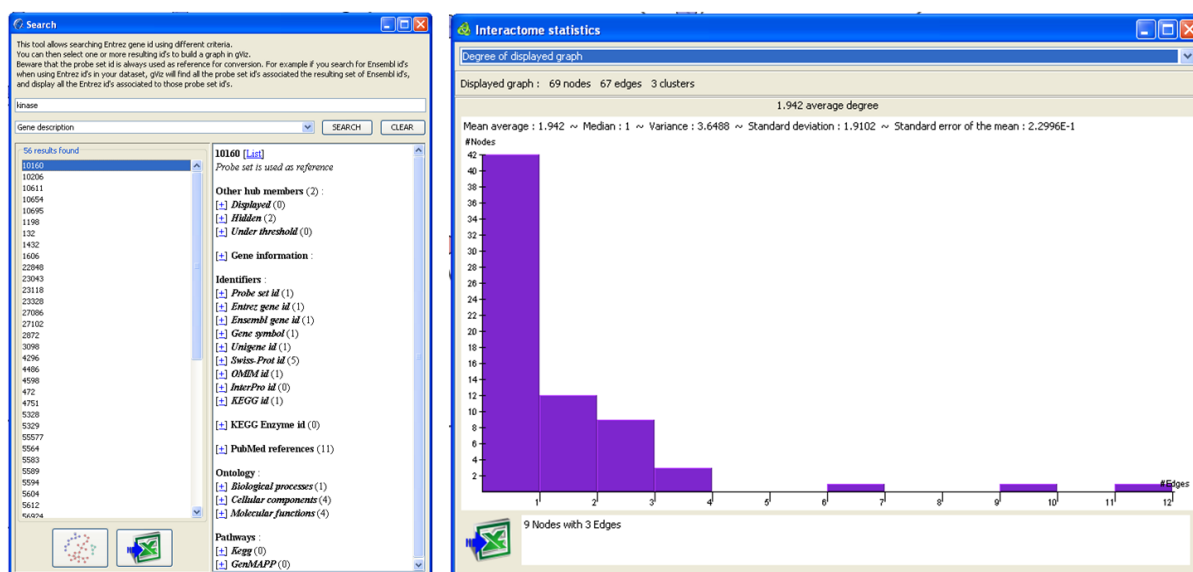 Search
This tool allows searching Entrez gene id using different criteria.
You can then select one or more resulting id's to build a graph in gViz.
Beware that the probe set id is always used as reference for conversion. For example if you search for Ensembl id's
when using Entrez id's in your dataset, gViz will find all the probe set id's associated the resulting set of Ensembl id's,
and display all the Entrez id's associated to those probe set id's.
kinase
Gene description
SEARCH
CLEAR
56 results found
10160
10206
10611
10654
10695
1198
132
1432
1606
22848
23043
23118
23328
27086
27102
2872
3098
4296
4486
4598
472
4751
5328
5329
55577
5564
5583
5589
5594
5604
5612
56924
10160 [List]
Probe set is used as reference
Other hub members (2) :
[+] Displayed (0)
[+] Hidden (2)
[+] Under threshold (0)
[+] Gene information :
Identifiers :
[+] Probe set id (1)
[+] Entrez gene id (1)
[+] Ensembl gene id (1)
[+] Gene symbol (1)
[+] Unigene id (1)
[+] Swiss-Prot id (5)
[+] OMIM id (1)
[+] InterPro id (0)
[+] KEGG id (1)
[+] KEGG Enzyme id (0)
[+] PubMed references (11)
Ontology :
[+] Biological processes (1)
[+] Cellular components (4)
[+] Molecular functions (4)
Pathways :
[+] Kegg (0)
[+] GenMAPP (0)
Interactome statistics
Degree of displayed graph
Displayed graph : 69 nodes 67 edges 3 clusters
1.942 average degree
Mean average : 1.942 ~ Median : 1 ~ Variance : 3.6488 ~ Standard deviation : 1.9102 ~ Standard error of the mean : 2.2996E-1
#Nodes
42
40
38
36
34
32
30
28
26
24
22
20
18
16
14
12
10
8
6
4
2
#Edges
1 2 3 4 5 6 7 8 9 10 11 12
9 Nodes with 3 Edges